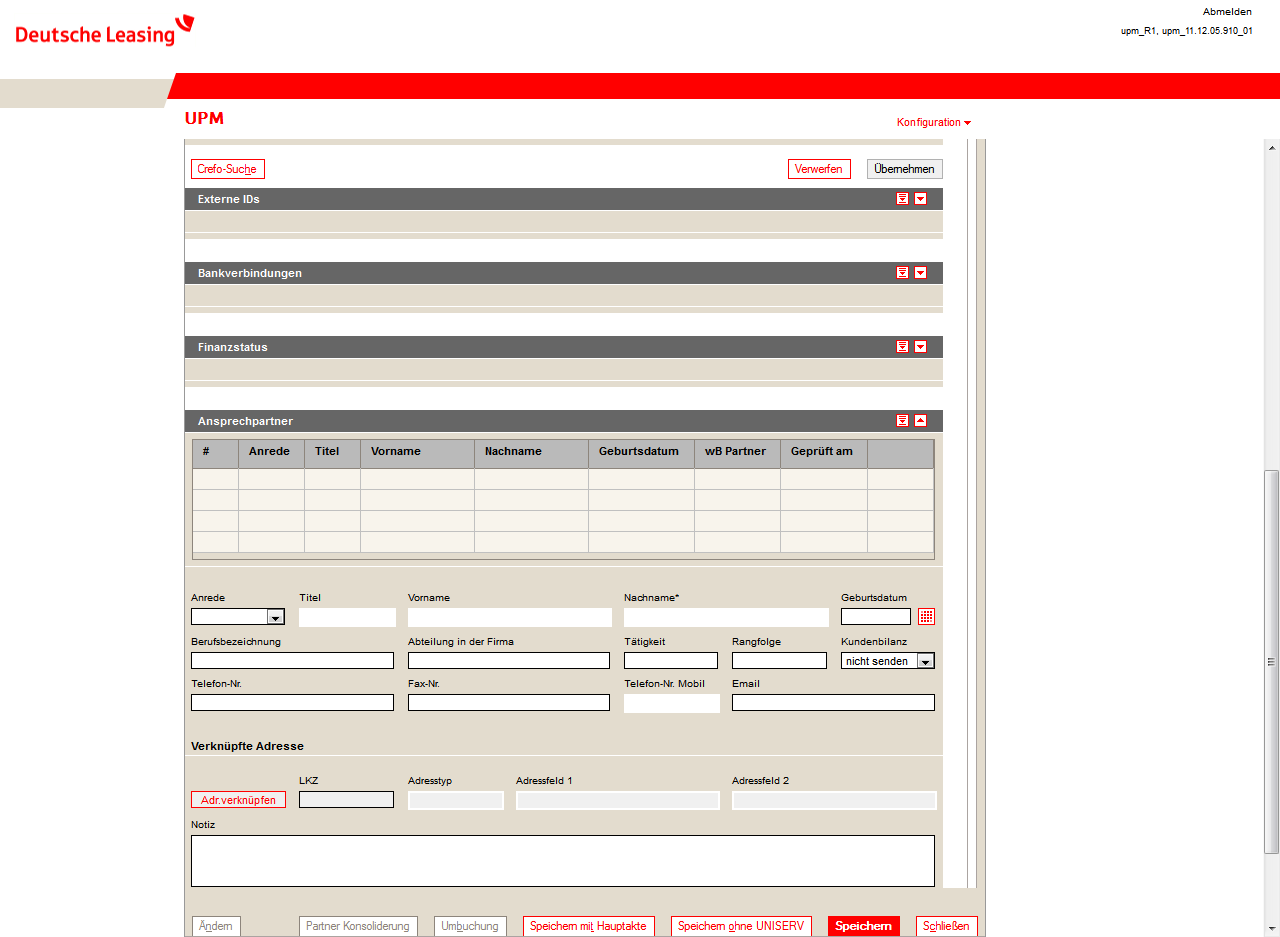 Abmelden
Deutsche Leasing
upm_R1, upm_11.12.05.910_01
UPM
Konfiguration
Crefo-Suche Verwerfen Übernehmen
Externe IDs
Bankverbindungen
Finanzstatus
Ansprechpartner
# Anrede Titel Vorname Nachname Geburtsdatum wB Partner Geprüft am
Anrede Titel Vorname Nachname* Geburtsdatum
Berufsbezeichnung Abteilung in der Firma Tätigkeit Rangfolge Kundenbilanz
nicht senden
Telefon-Nr. Fax-Nr. Telefon-Nr. Mobil Email
Verknüpfte Adresse
LKZ Adresstyp Adressfeld 1 Adressfeld 2
Adr.verknüpfen
Notiz
Ändern Partner Konsolidierung Umbuchung Speichern mit Hauptakte Speichern ohne UNISERV Speichern Schließen